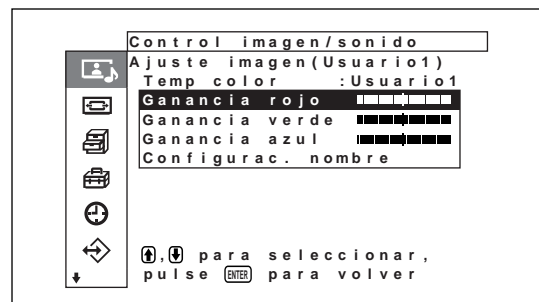 Control imagen/sonido
Ajuste imagen(Usuario1)
Temp color :Usuario1
Ganancia rojo
Ganancia verde
Ganancia azul
Configurac. nombre
, para seleccionar,
pulse ENTER para volver